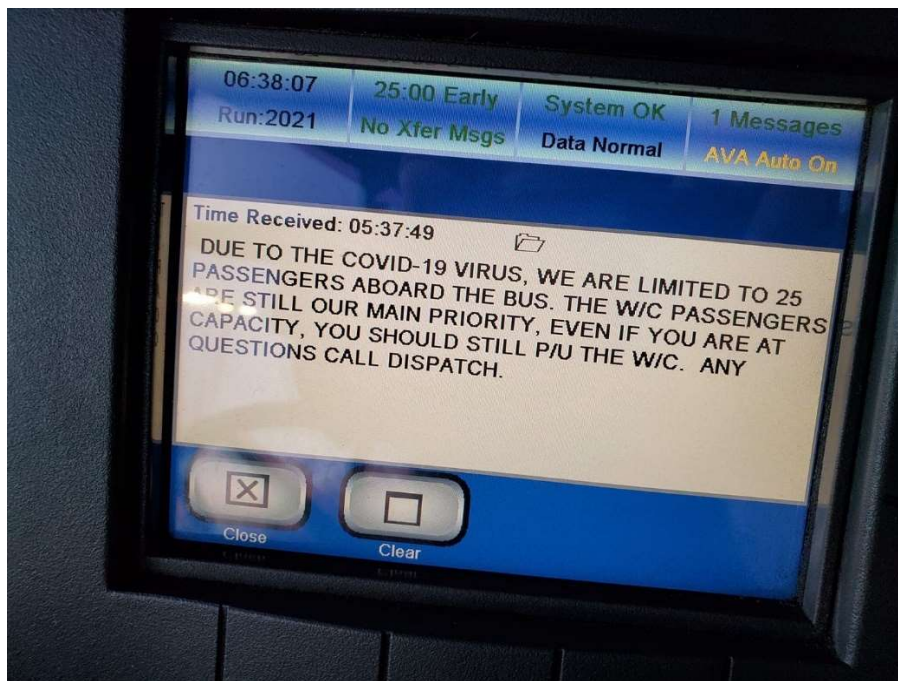 06:38:07 25:00 Early System OK 1 Messages
Run:2021 No Xfer Msgs Data Normal AVA Auto On
Time Received: 05:37:49
DUE TO THE COVID-19 VIRUS, WE ARE LIMITED TO 25
PASSENGERS ABOARD THE BUS. THE W/C PASSENGERS
ARE STILL OUR MAIN PRIORITY, EVEN IF YOU ARE AT
CAPACITY, YOU SHOULD STILL P/U THE W/C. ANY
QUESTIONS CALL DISPATCH.
Close Clear